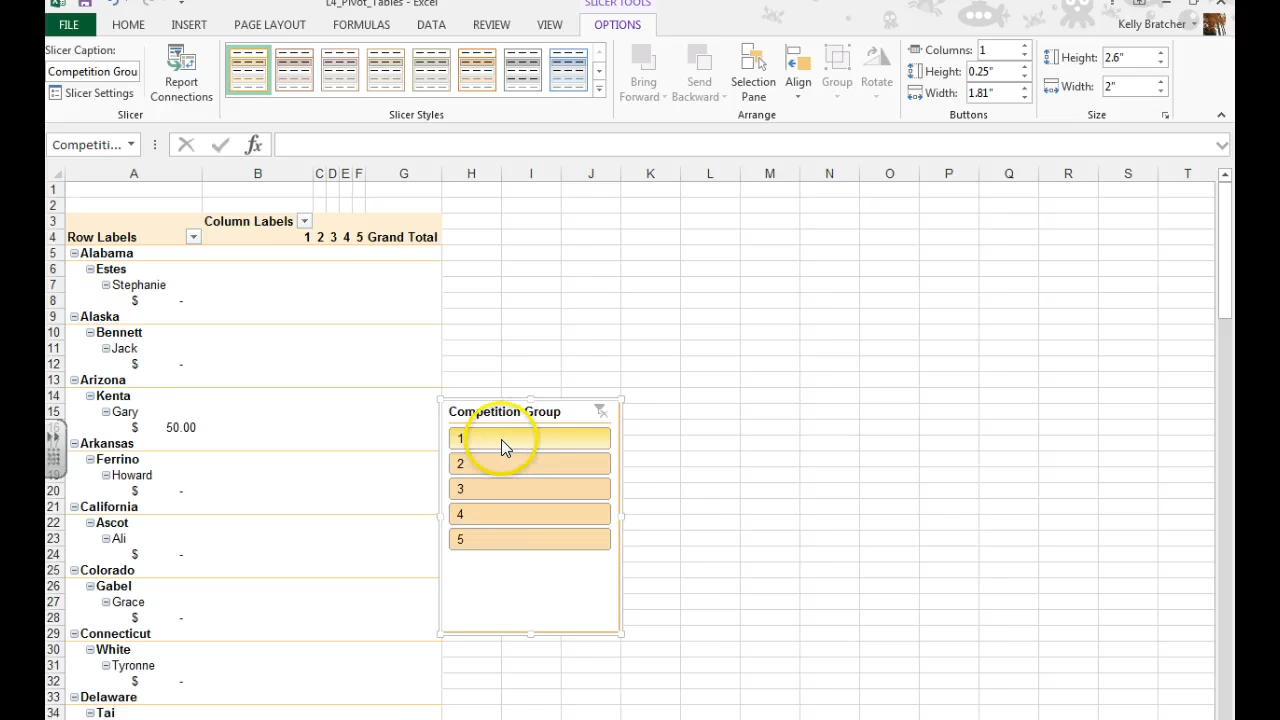 L4_Pivot_Tables - Excel
SLICER TOOLS
FILE HOME INSERT PAGE LAYOUT FORMULAS DATA REVIEW VIEW OPTIONS Kelly Bratcher
Slicer Caption:
Competition Grou
Slicer Settings
Report
Connections
Bring
Forward
Send
Backward
Selection
Pane
Align
Group
Rotate
Columns: 1
Height: 0.25"
Width: 1.81"
Height: 2.6"
Width: 2"
Slicer Slicer Styles Arrange Buttons Size
Competiti... fx
A B C D E F G H I J K L M N O P Q R S T
1
2
3 Column Labels
4 Row Labels 1 2 3 4 5 Grand Total
5 Alabama
6 Estes
7 Stephanie
8 $ -
9 Alaska
10 Bennett
11 Jack
12 $ -
13 Arizona
14 Kenta
15 Gary
16 $ 50.00
Arkansas
Ferrino
19 Howard
20 $ -
21 California
22 Ascot
23 Ali
24 $ -
25 Colorado
26 Gabel
27 Grace
28 $ -
29 Connecticut
30 White
31 Tyronne
32 $ -
33 Delaware
34 Tai
Competition Group
1
2
3
4
5